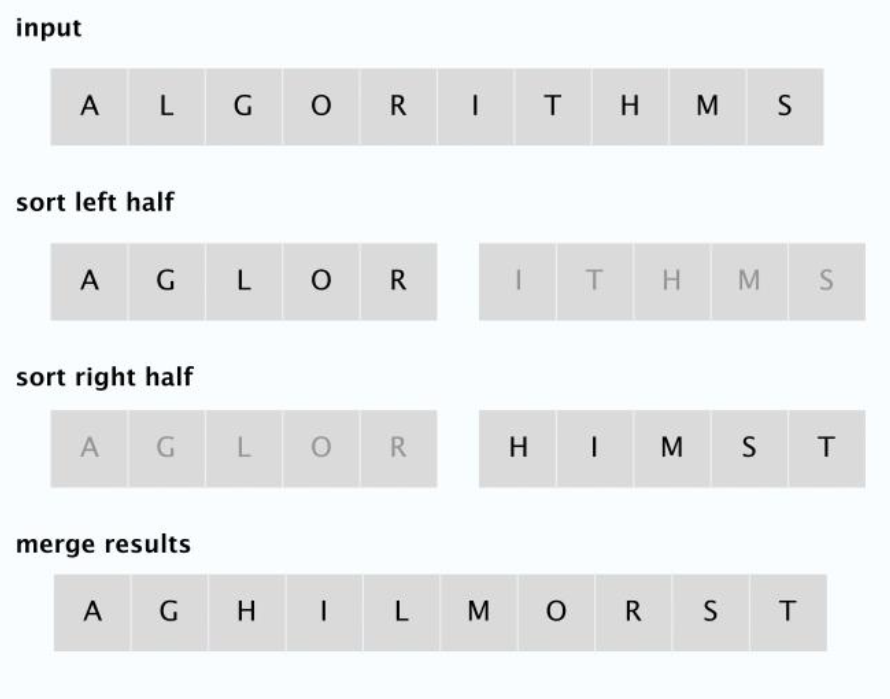 input
A L G O R I T H M S
sort left half
A G L O R I T H M S
sort right half
A G L O R H I M S T
merge results
A G H I L M O R S T